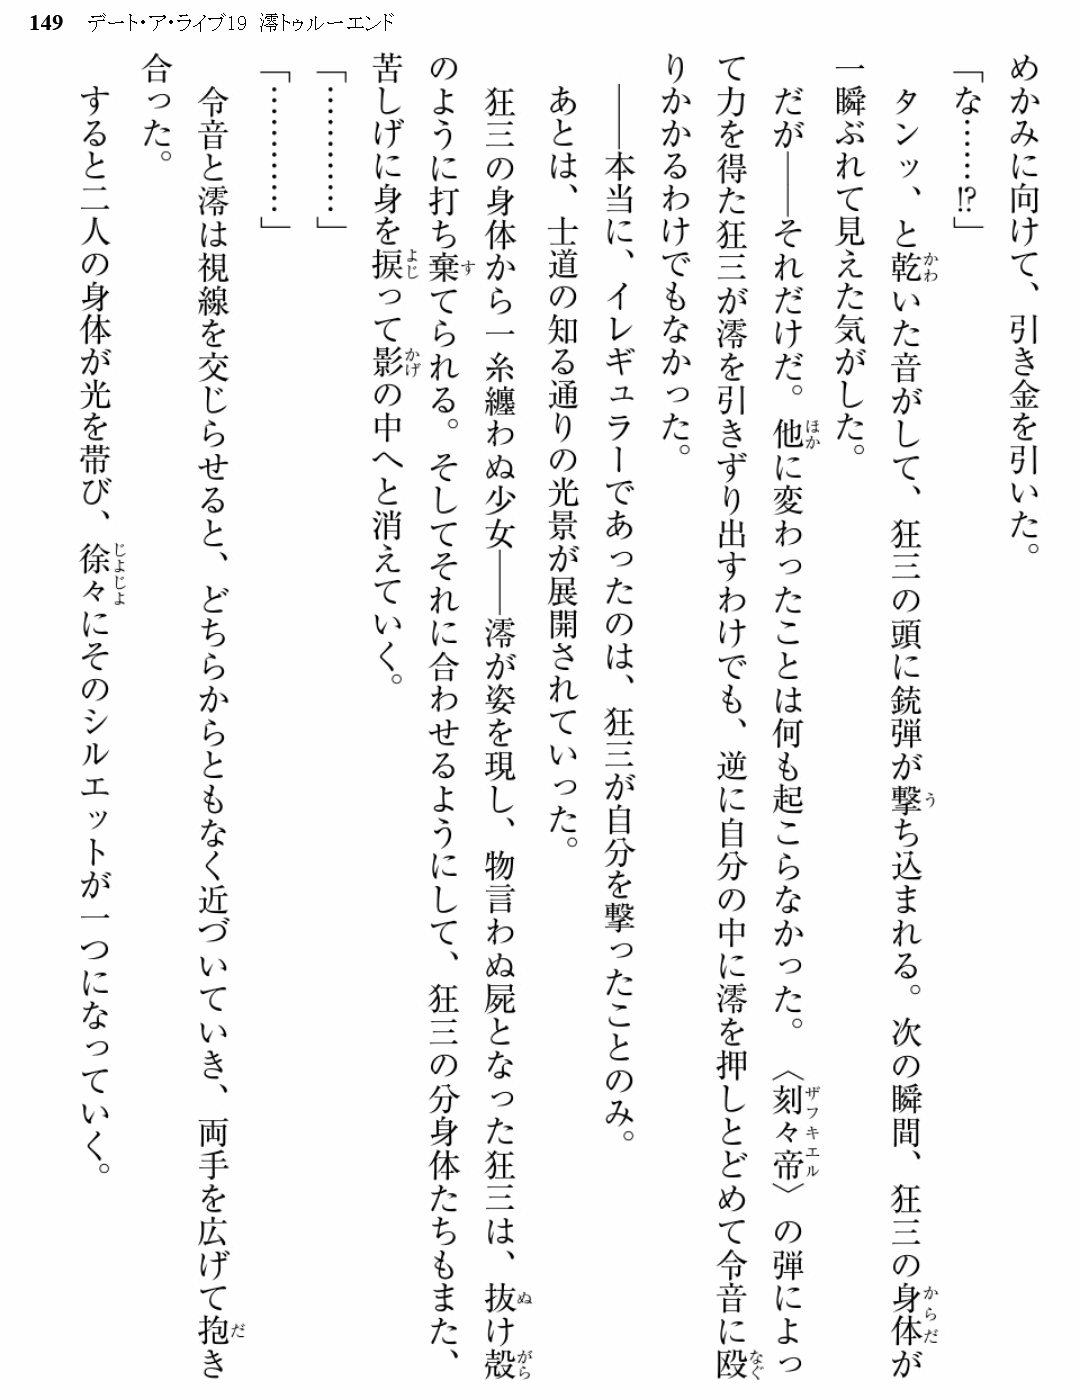 149 デート・ア・ライブ19 澪トゥルーエンド
めかみに向けて、引き金を引いた。
「な……!?」
タンッ、と乾いた音がして、狂三の頭に銃弾が撃ち込まれる。次の瞬間、狂三の身体が
一瞬ぶれて見えた気がした。
だが――それだけだ。他に変わったことは何も起こらなかった。〈刻々帝〉の弾によっ
て力を得た狂三が澪を引きずり出すわけでも、逆に自分の中に澪を押しとどめて令音に殴
りかかるわけでもなかった。
――本当に、イレギュラーであったのは、狂三が自分を撃ったことのみ。
あとは、士道の知る通りの光景が展開されていった。
狂三の身体から一糸纏わぬ少女――澪が姿を現し、物言わぬ屍となった狂三は、抜け殻
のように打ち棄てられる。そしてそれに合わせるようにして、狂三の分身体たちもまた、
苦しげに身を捩って影の中へと消えていく。
「…………」
「…………」
令音と澪は視線を交じらせると、どちらからともなく近づいていき、両手を広げて抱き
合った。
すると二人の身体が光を帯び、徐々にそのシルエットが一つになっていく。